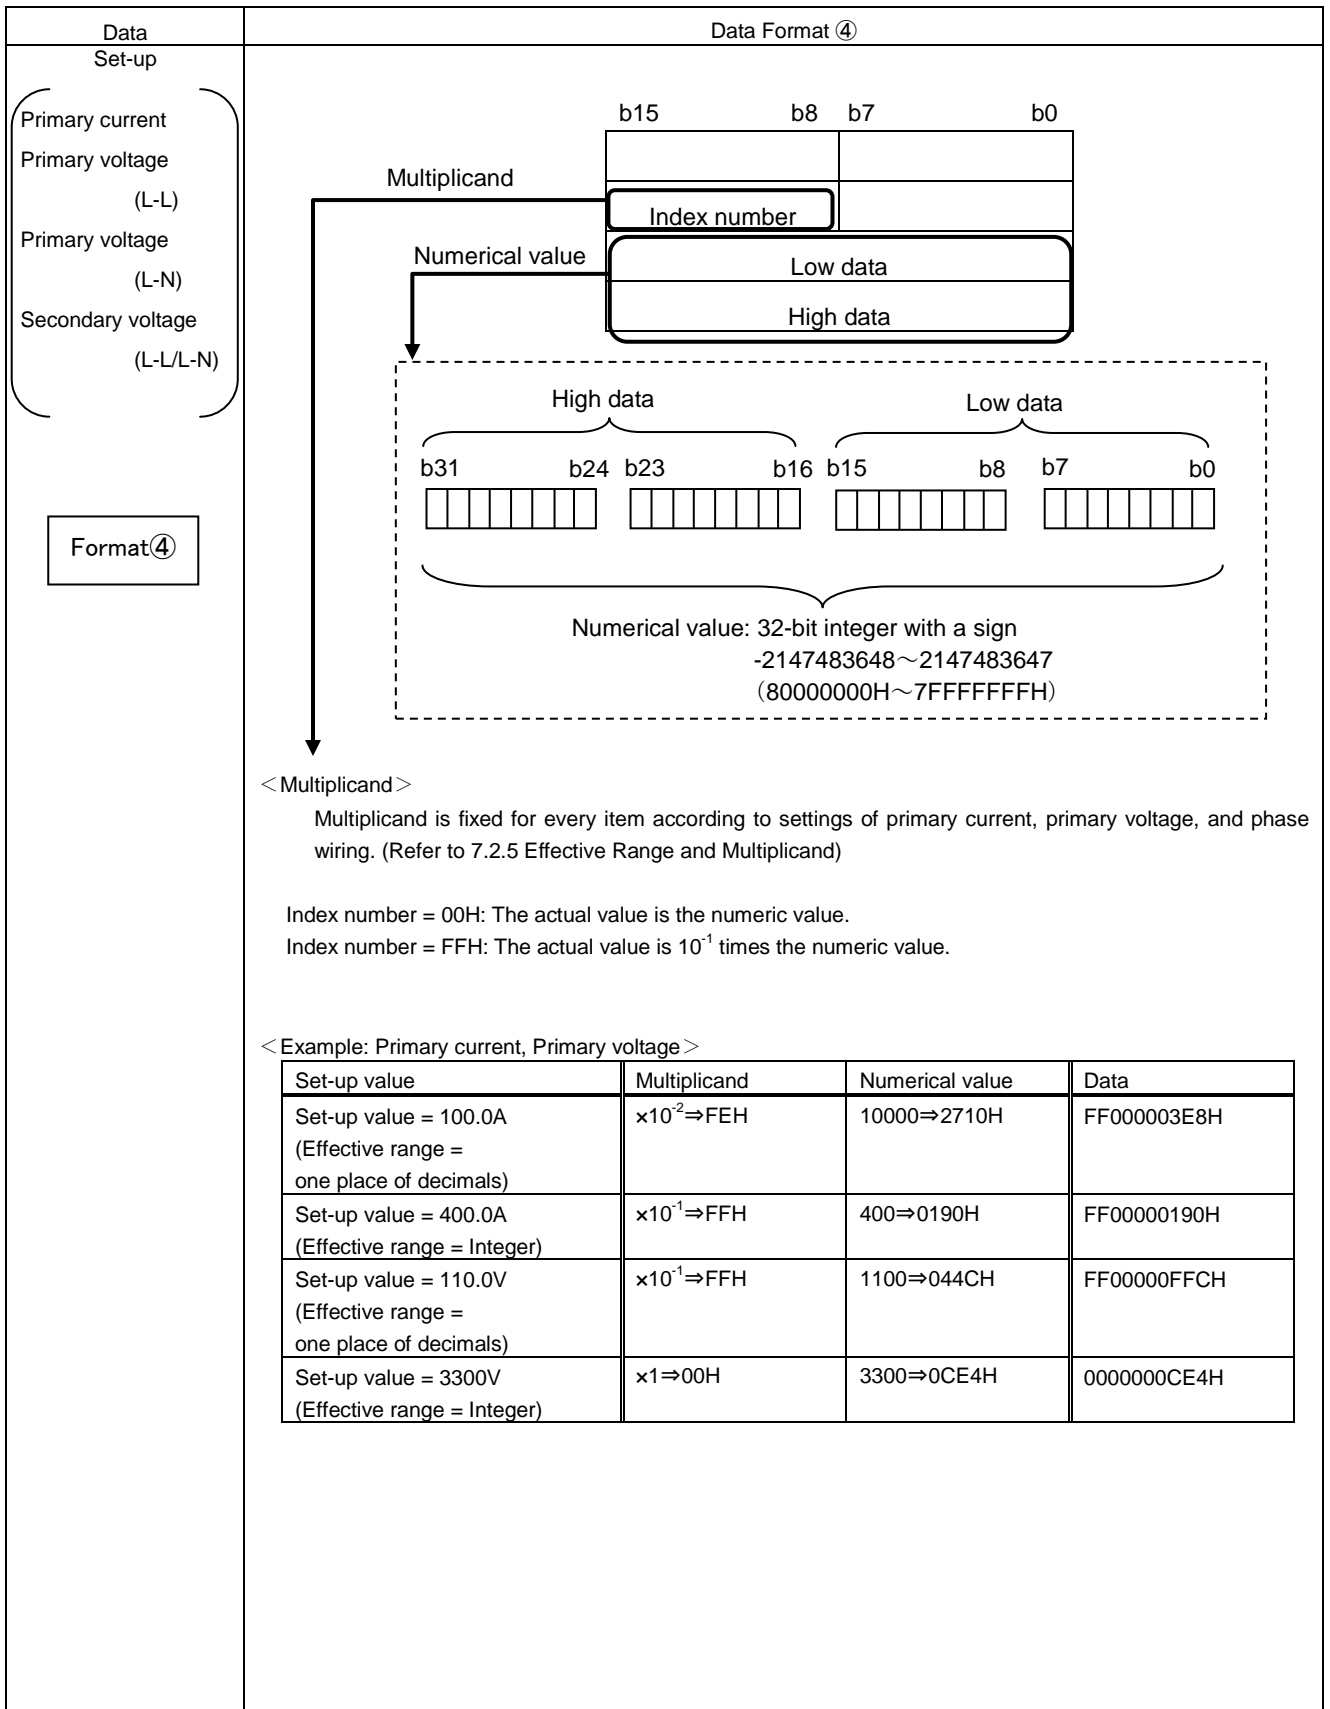 Data
Data Format ④
Set-up
Primary current
Primary voltage
(L-L)
Primary voltage
(L-N)
Secondary voltage
(L-L/L-N)
Format④
b15 b8 b7 b0
Multiplicand
Index number
Numerical value
Low data
High data
High data
Low data
b31 b24 b23 b16 b15 b8 b7 b0
Numerical value: 32-bit integer with a sign
-2147483648～2147483647
（80000000H～7FFFFFFFH）
＜Multiplicand＞
Multiplicand is fixed for every item according to settings of primary current, primary voltage, and phase
wiring. (Refer to 7.2.5 Effective Range and Multiplicand)
Index number = 00H: The actual value is the numeric value.
Index number = FFH: The actual value is 10⁻¹ times the numeric value.
＜Example: Primary current, Primary voltage＞
Set-up value Multiplicand Numerical value Data
Set-up value = 100.0A ×10⁻²⇒FEH 10000⇒2710H FF000003E8H
(Effective range =
one place of decimals)
Set-up value = 400.0A ×10⁻¹⇒FFH 400⇒0190H FF00000190H
(Effective range = Integer)
Set-up value = 110.0V ×10⁻¹⇒FFH 1100⇒044CH FF00000FFCH
(Effective range =
one place of decimals)
Set-up value = 3300V ×1⇒00H 3300⇒0CE4H 0000000CE4H
(Effective range = Integer)